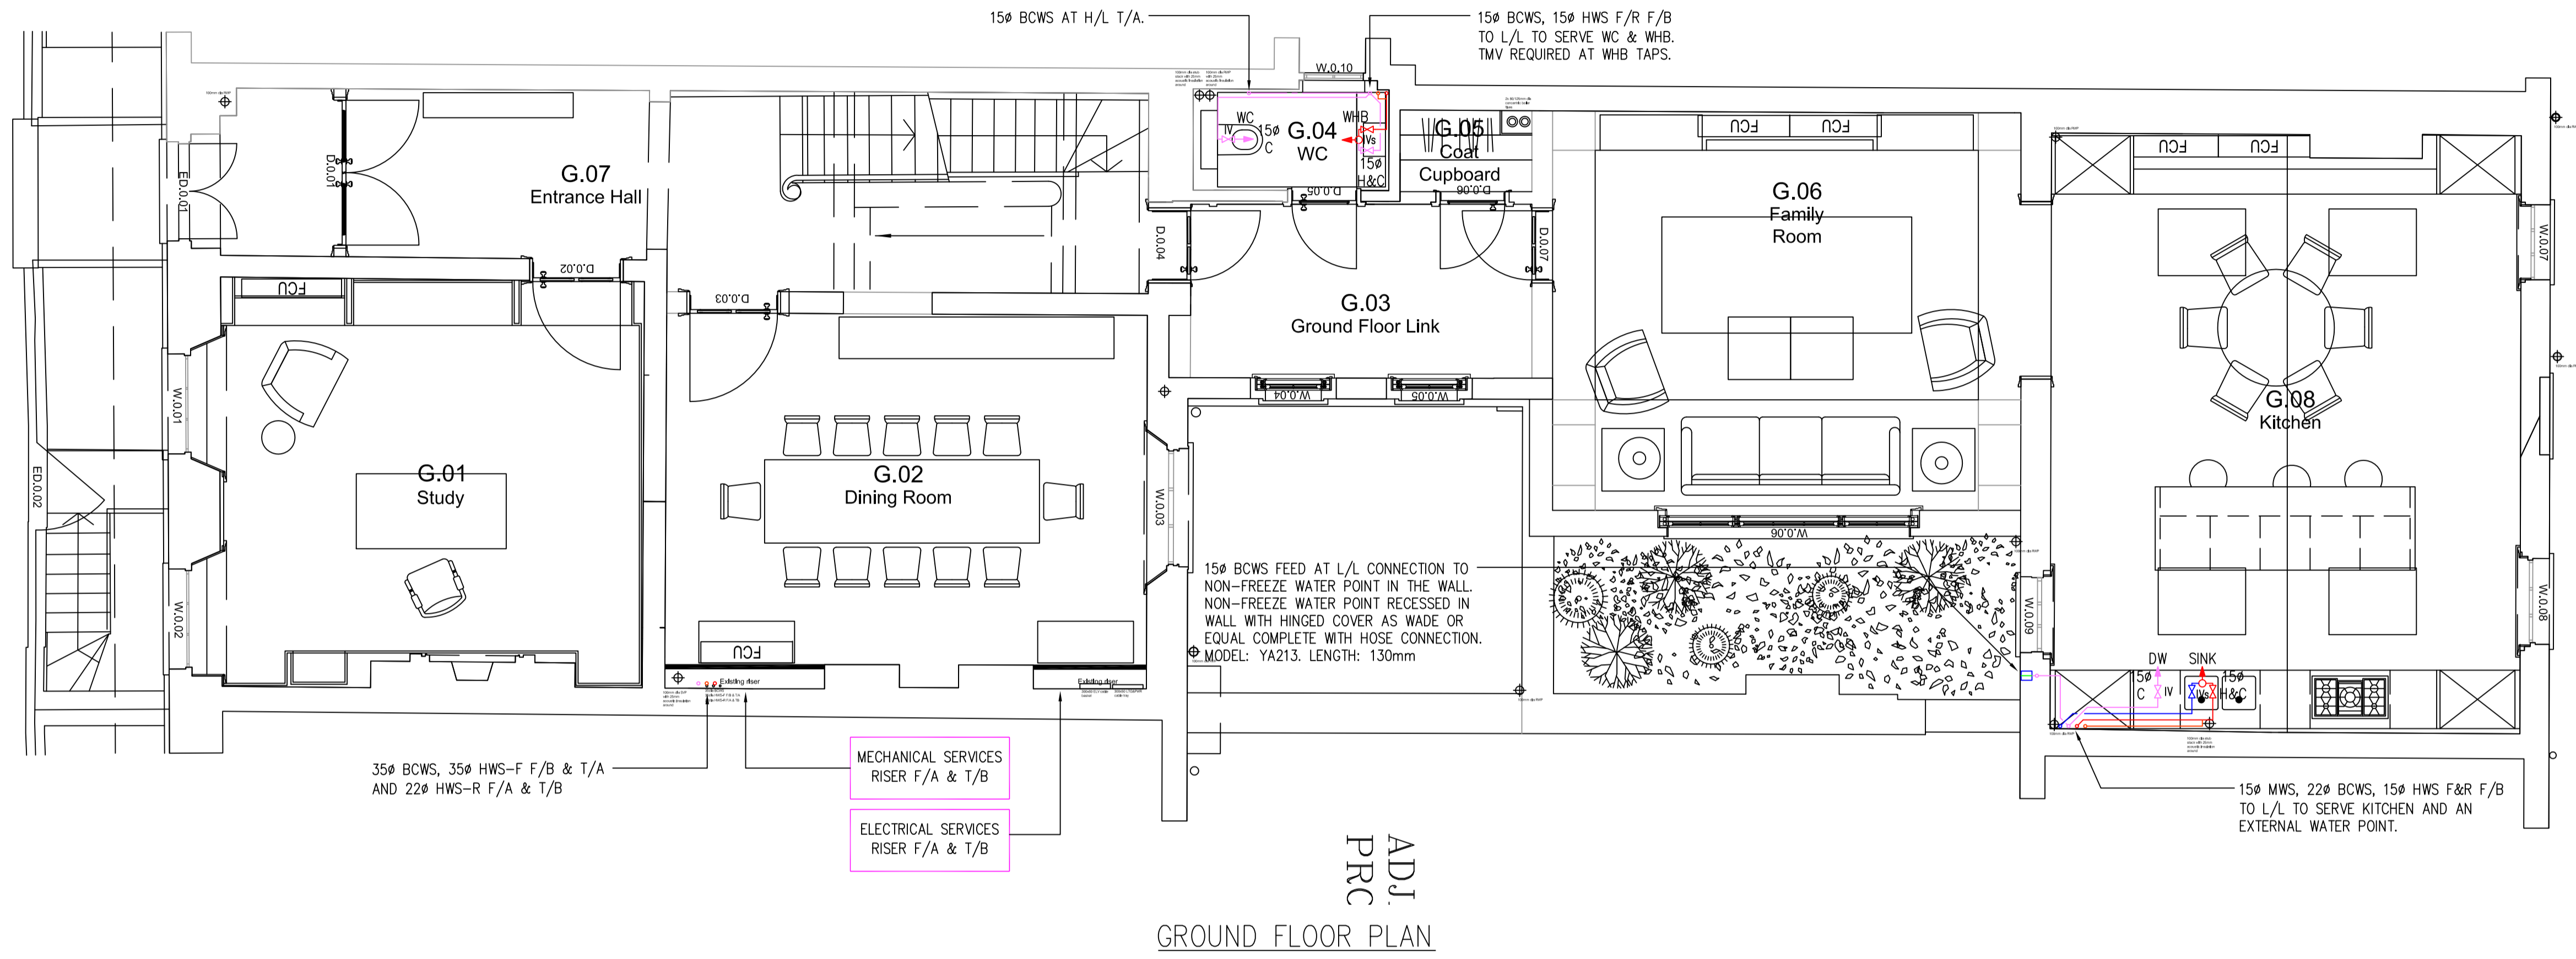 15ø BCWS AT H/L T/A.
15ø BCWS, 15ø HWS F/R F/B
TO L/L TO SERVE WC & WHB.
TMV REQUIRED AT WHB TAPS.
W.0.10
WC
IV
15ø
C
G.04
WC
WHB
IVs
15ø
H&C
G.05
Coat
Cupboard
D.0.05
D.0.06
ED.0.01
D.0.01
G.07
Entrance Hall
D.0.02
D.0.03
D.0.04
D.0.07
G.03
Ground Floor Link
W.0.04
W.0.05
FCU
FCU
G.06
Family
Room
W.0.06
FCU
FCU
W.0.07
G.08
Kitchen
W.0.08
W.0.09
FCU
W.0.01
G.01
Study
W.0.02
ED.0.02
G.02
Dining Room
W.0.03
FCU
Existing riser
Existing riser
15ø BCWS FEED AT L/L CONNECTION TO
NON-FREEZE WATER POINT IN THE WALL.
NON-FREEZE WATER POINT RECESSED IN
WALL WITH HINGED COVER AS WADE OR
EQUAL COMPLETE WITH HOSE CONNECTION.
MODEL: YA213. LENGTH: 130mm
DW
SINK
15ø
C
IV
IVs
15ø
H&C
35ø BCWS, 35ø HWS-F F/B & T/A
AND 22ø HWS-R F/A & T/B
MECHANICAL SERVICES
RISER F/A & T/B
ELECTRICAL SERVICES
RISER F/A & T/B
15ø MWS, 22ø BCWS, 15ø HWS F&R F/B
TO L/L TO SERVE KITCHEN AND AN
EXTERNAL WATER POINT.
ADJ.
PRC
GROUND FLOOR PLAN